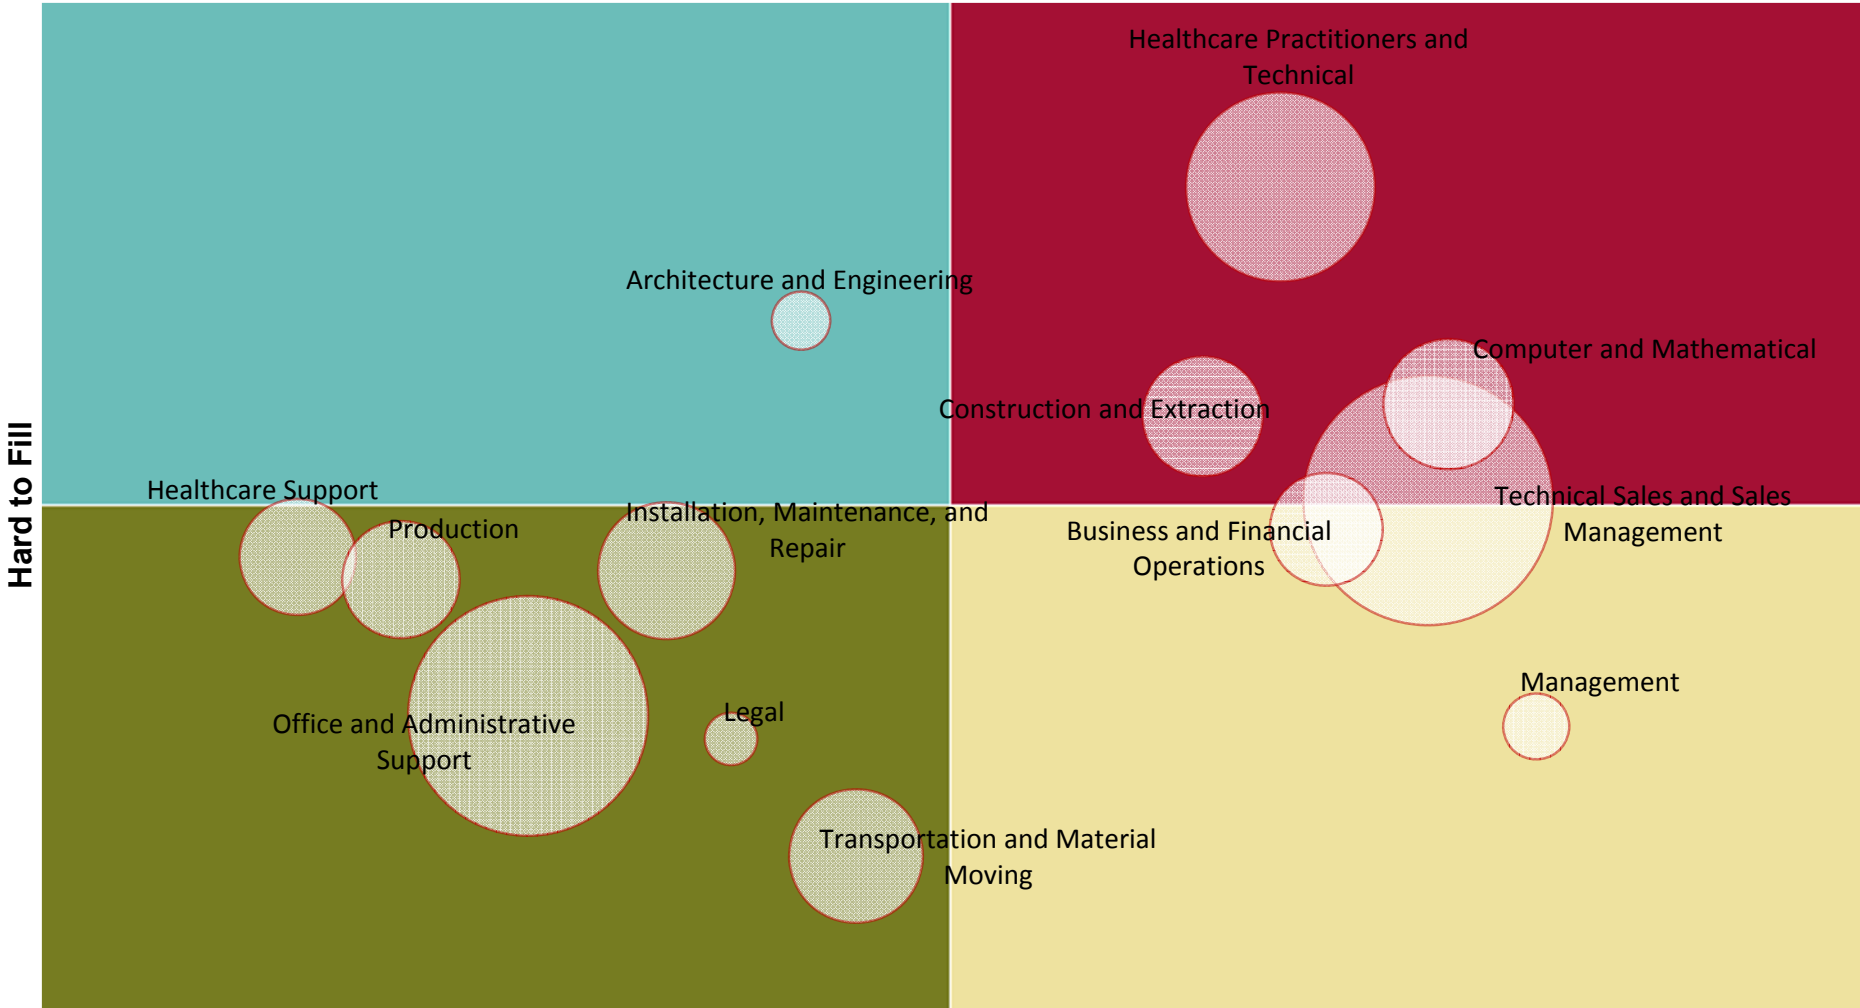 Healthcare Practitioners and
Technical
Architecture and Engineering
Computer and Mathematical
Construction and Extraction
Hard to Fill
Healthcare Support
Technical Sales and Sales
Management
Installation, Maintenance, and
Repair
Production
Business and Financial
Operations
Management
Legal
Office and Administrative
Support
Transportation and Material
Moving